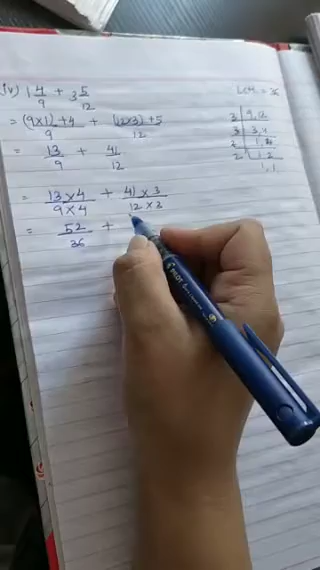 iv) 1 4/9 + 3 5/12
LCM = 36
= (9×1)+4/9 + (12×3)+5/12
= 13/9 + 41/12
= 13×4/9×4 + 41×3/12×3
= 52/36 +
3 | 9, 12
3 | 3, 4
2 | 1, 4
2 | 1, 2
1, 1